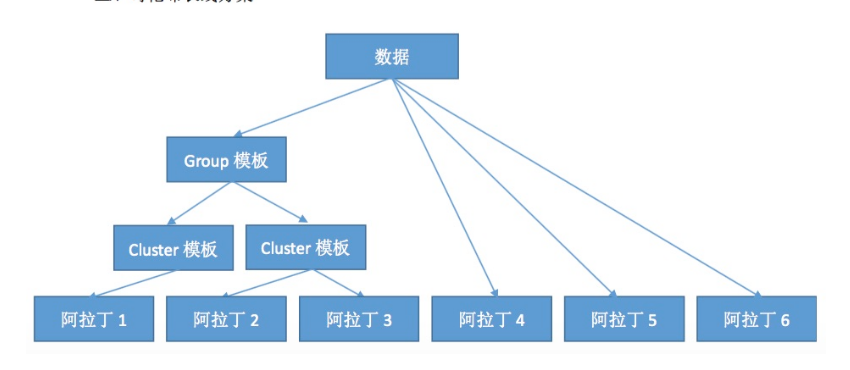 数据
Group 模板
Cluster 模板
Cluster 模板
阿拉丁 1
阿拉丁 2
阿拉丁 3
阿拉丁 4
阿拉丁 5
阿拉丁 6